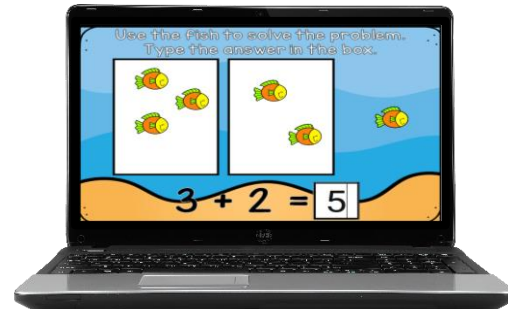 Use the fish to solve the problem.
Type the answer in the box.
3 + 2 = 5